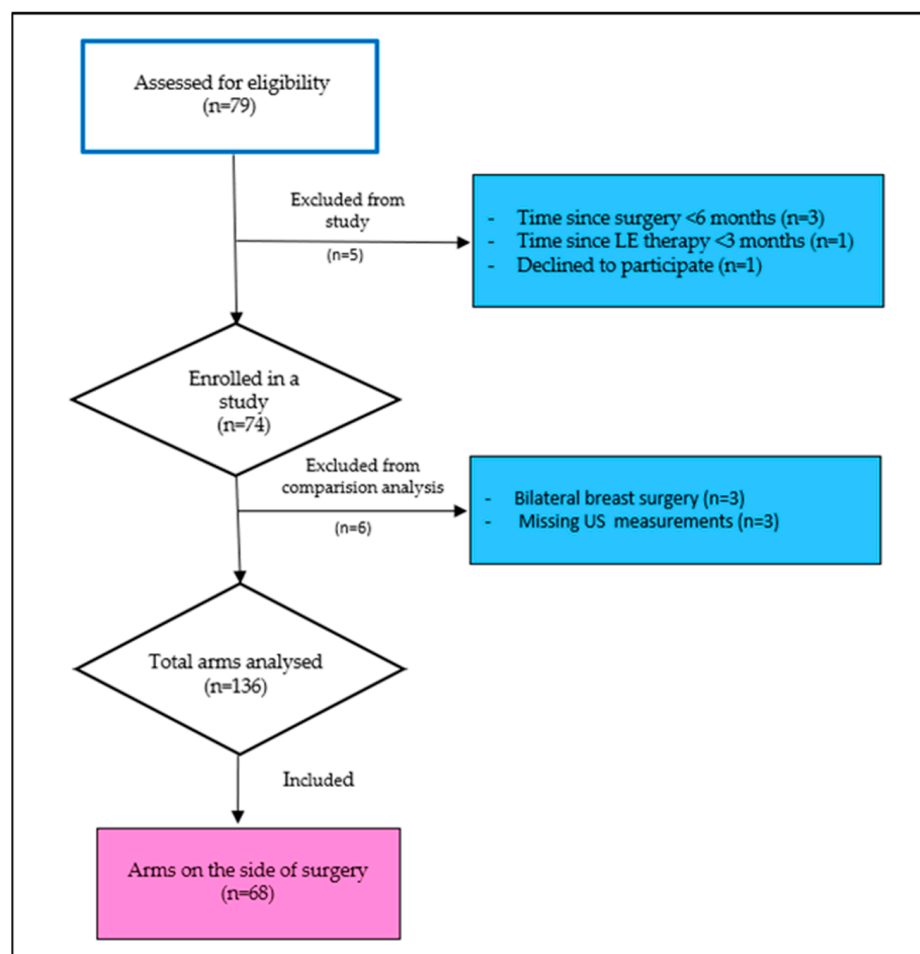 Assessed for eligibility
(n=79)
Excluded from
study
(n=5)
- Time since surgery <6 months (n=3)
- Time since LE therapy <3 months (n=1)
- Declined to participate (n=1)
Enrolled in a
study
(n=74)
Excluded from
comparision analysis
(n=6)
- Bilateral breast surgery (n=3)
- Missing US measurements (n=3)
Total arms analysed
(n=136)
Included
Arms on the side of surgery
(n=68)